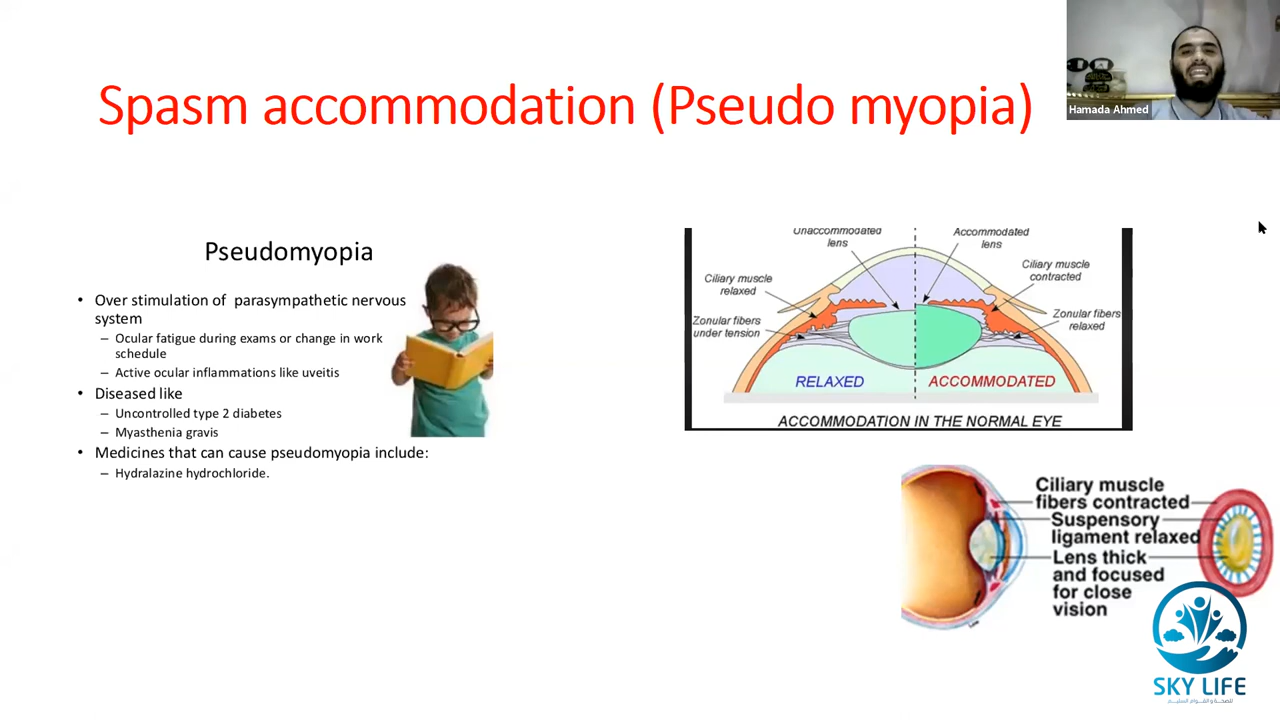 Spasm accommodation (Pseudo myopia)
Hamada Ahmed
Pseudomyopia
• Over stimulation of parasympathetic nervous
system
– Ocular fatigue during exams or change in work
schedule
– Active ocular inflammations like uveitis
• Diseased like
– Uncontrolled type 2 diabetes
– Myasthenia gravis
• Medicines that can cause pseudomyopia include:
– Hydralazine hydrochloride.
Unaccommodated
lens
Accommodated
lens
Ciliary muscle
relaxed
Ciliary muscle
contracted
Zonular fibers
under tension
Zonular fibers
relaxed
RELAXED
ACCOMMODATED
ACCOMMODATION IN THE NORMAL EYE
Ciliary muscle
fibers contracted
Suspensory
ligament relaxed
Lens thick
and focused
for close
vision
SKY LIFE
للصحة و القوام السليم